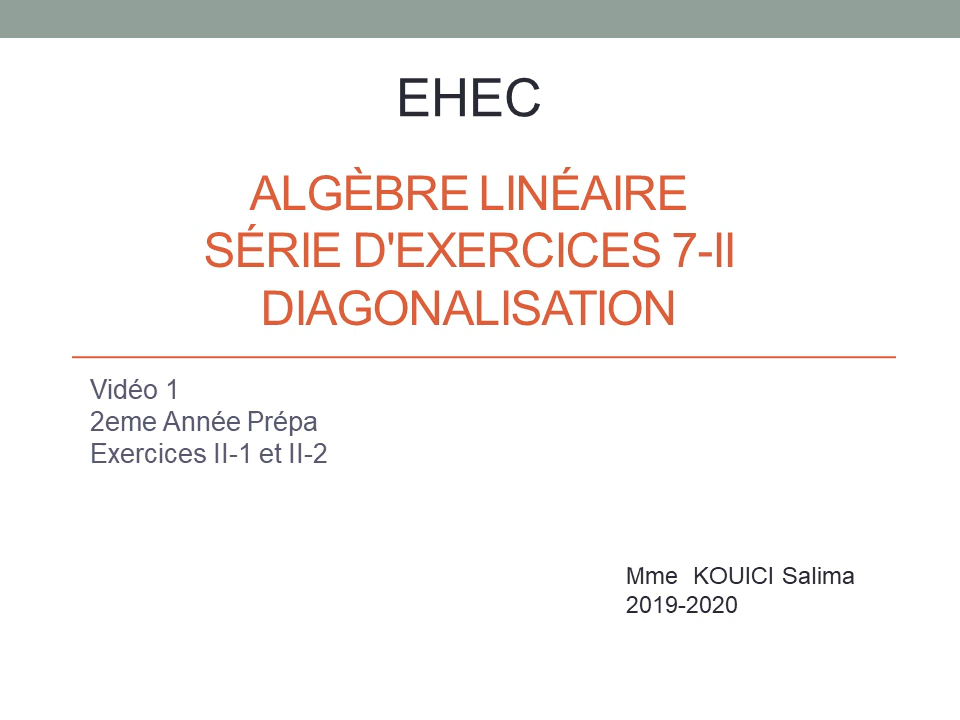 EHEC
ALGÈBRE LINÉAIRE
SÉRIE D'EXERCICES 7-II
DIAGONALISATION
Vidéo 1
2eme Année Prépa
Exercices II-1 et II-2
Mme KOUICI Salima
2019-2020